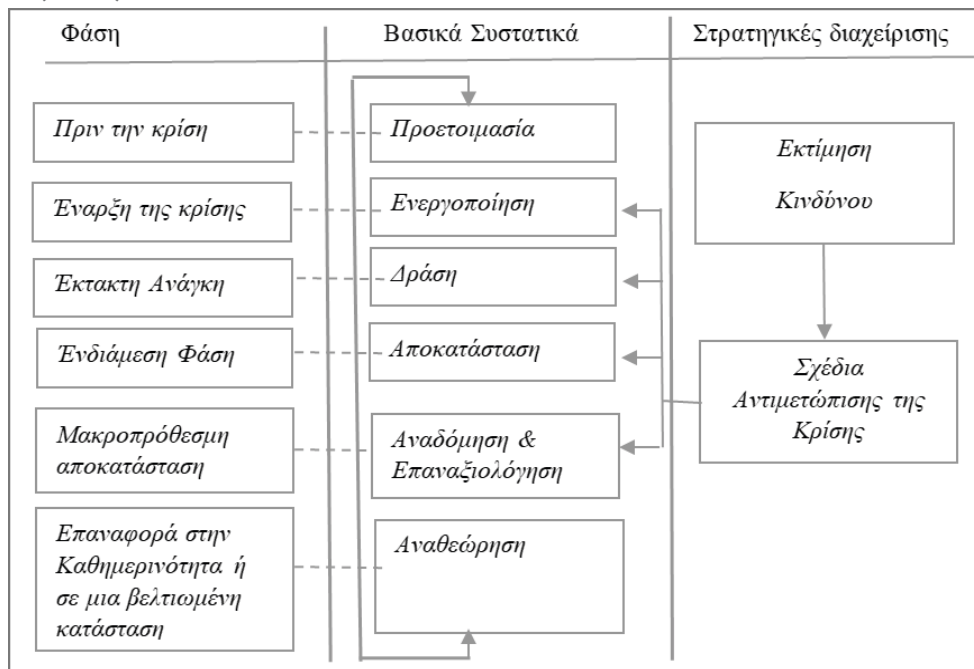 Φάση
Βασικά Συστατικά
Στρατηγικές διαχείρισης
Πριν την κρίση
Προετοιμασία
Εκτίμηση
Κινδύνου
Έναρξη της κρίσης
Ενεργοποίηση
Έκτακτη Ανάγκη
Δράση
Ένδιάμεση Φάση
Αποκατάσταση
Σχέδια
Αντιμετώπισης της
Κρίσης
Μακροπρόθεσμη
αποκατάσταση
Αναδόμηση &
Επαναξιολόγηση
Επαναφορά στην
Καθημερινότητα ή
σε μια βελτιωμένη
κατάσταση
Αναθεώρηση